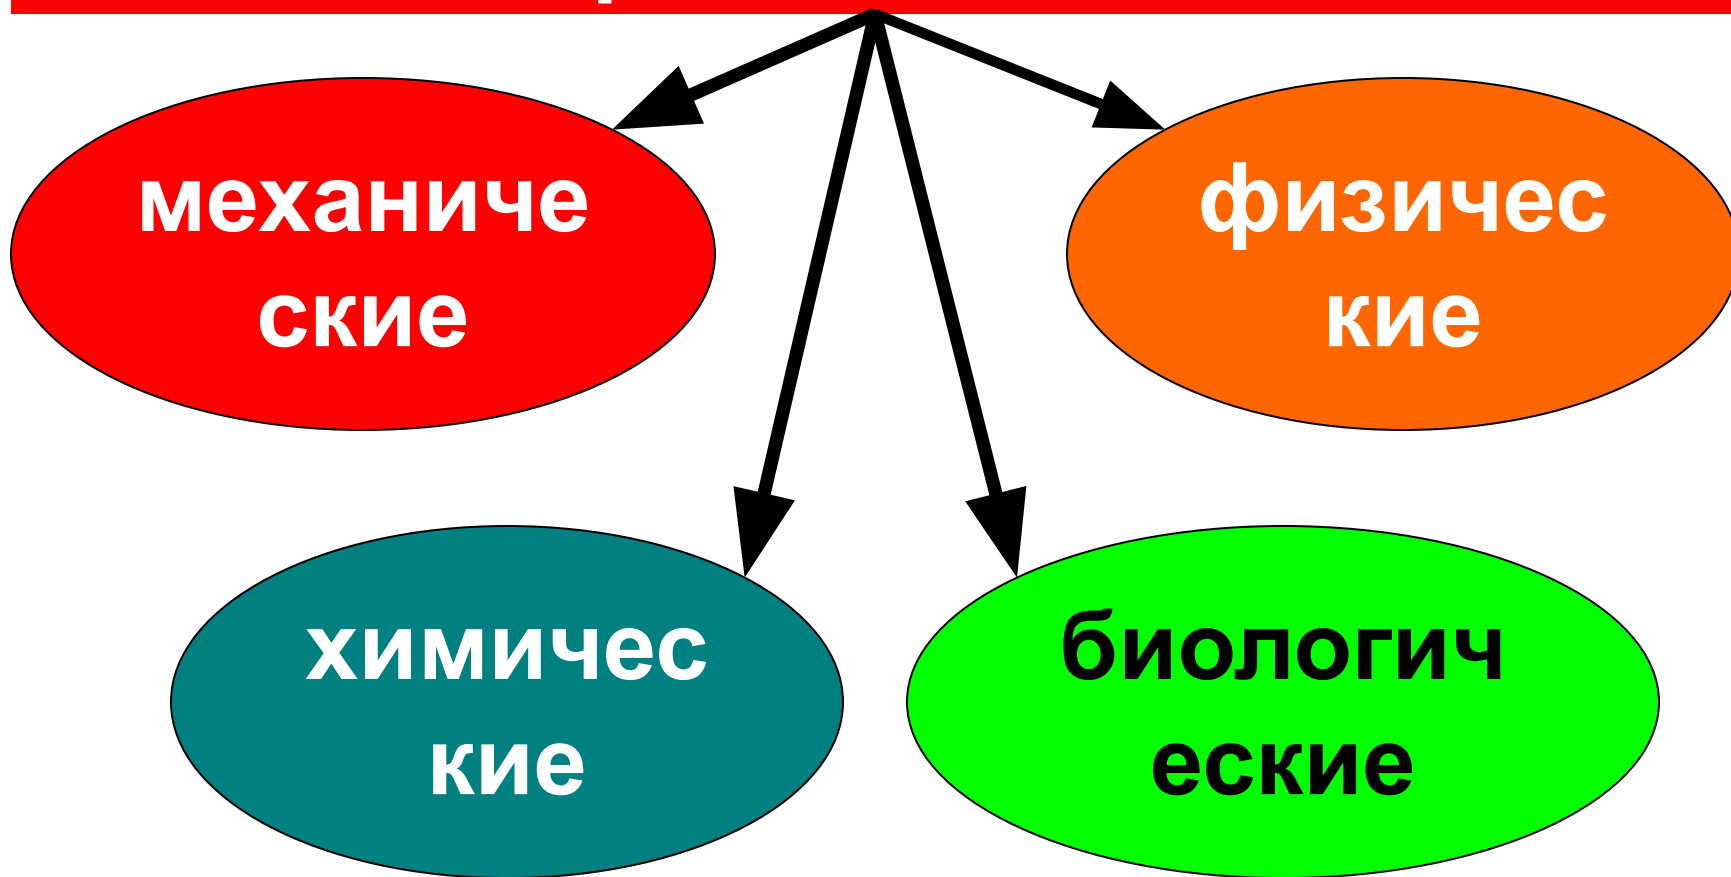 механиче
ские
физичес
кие
химичес
кие
биологич
еские